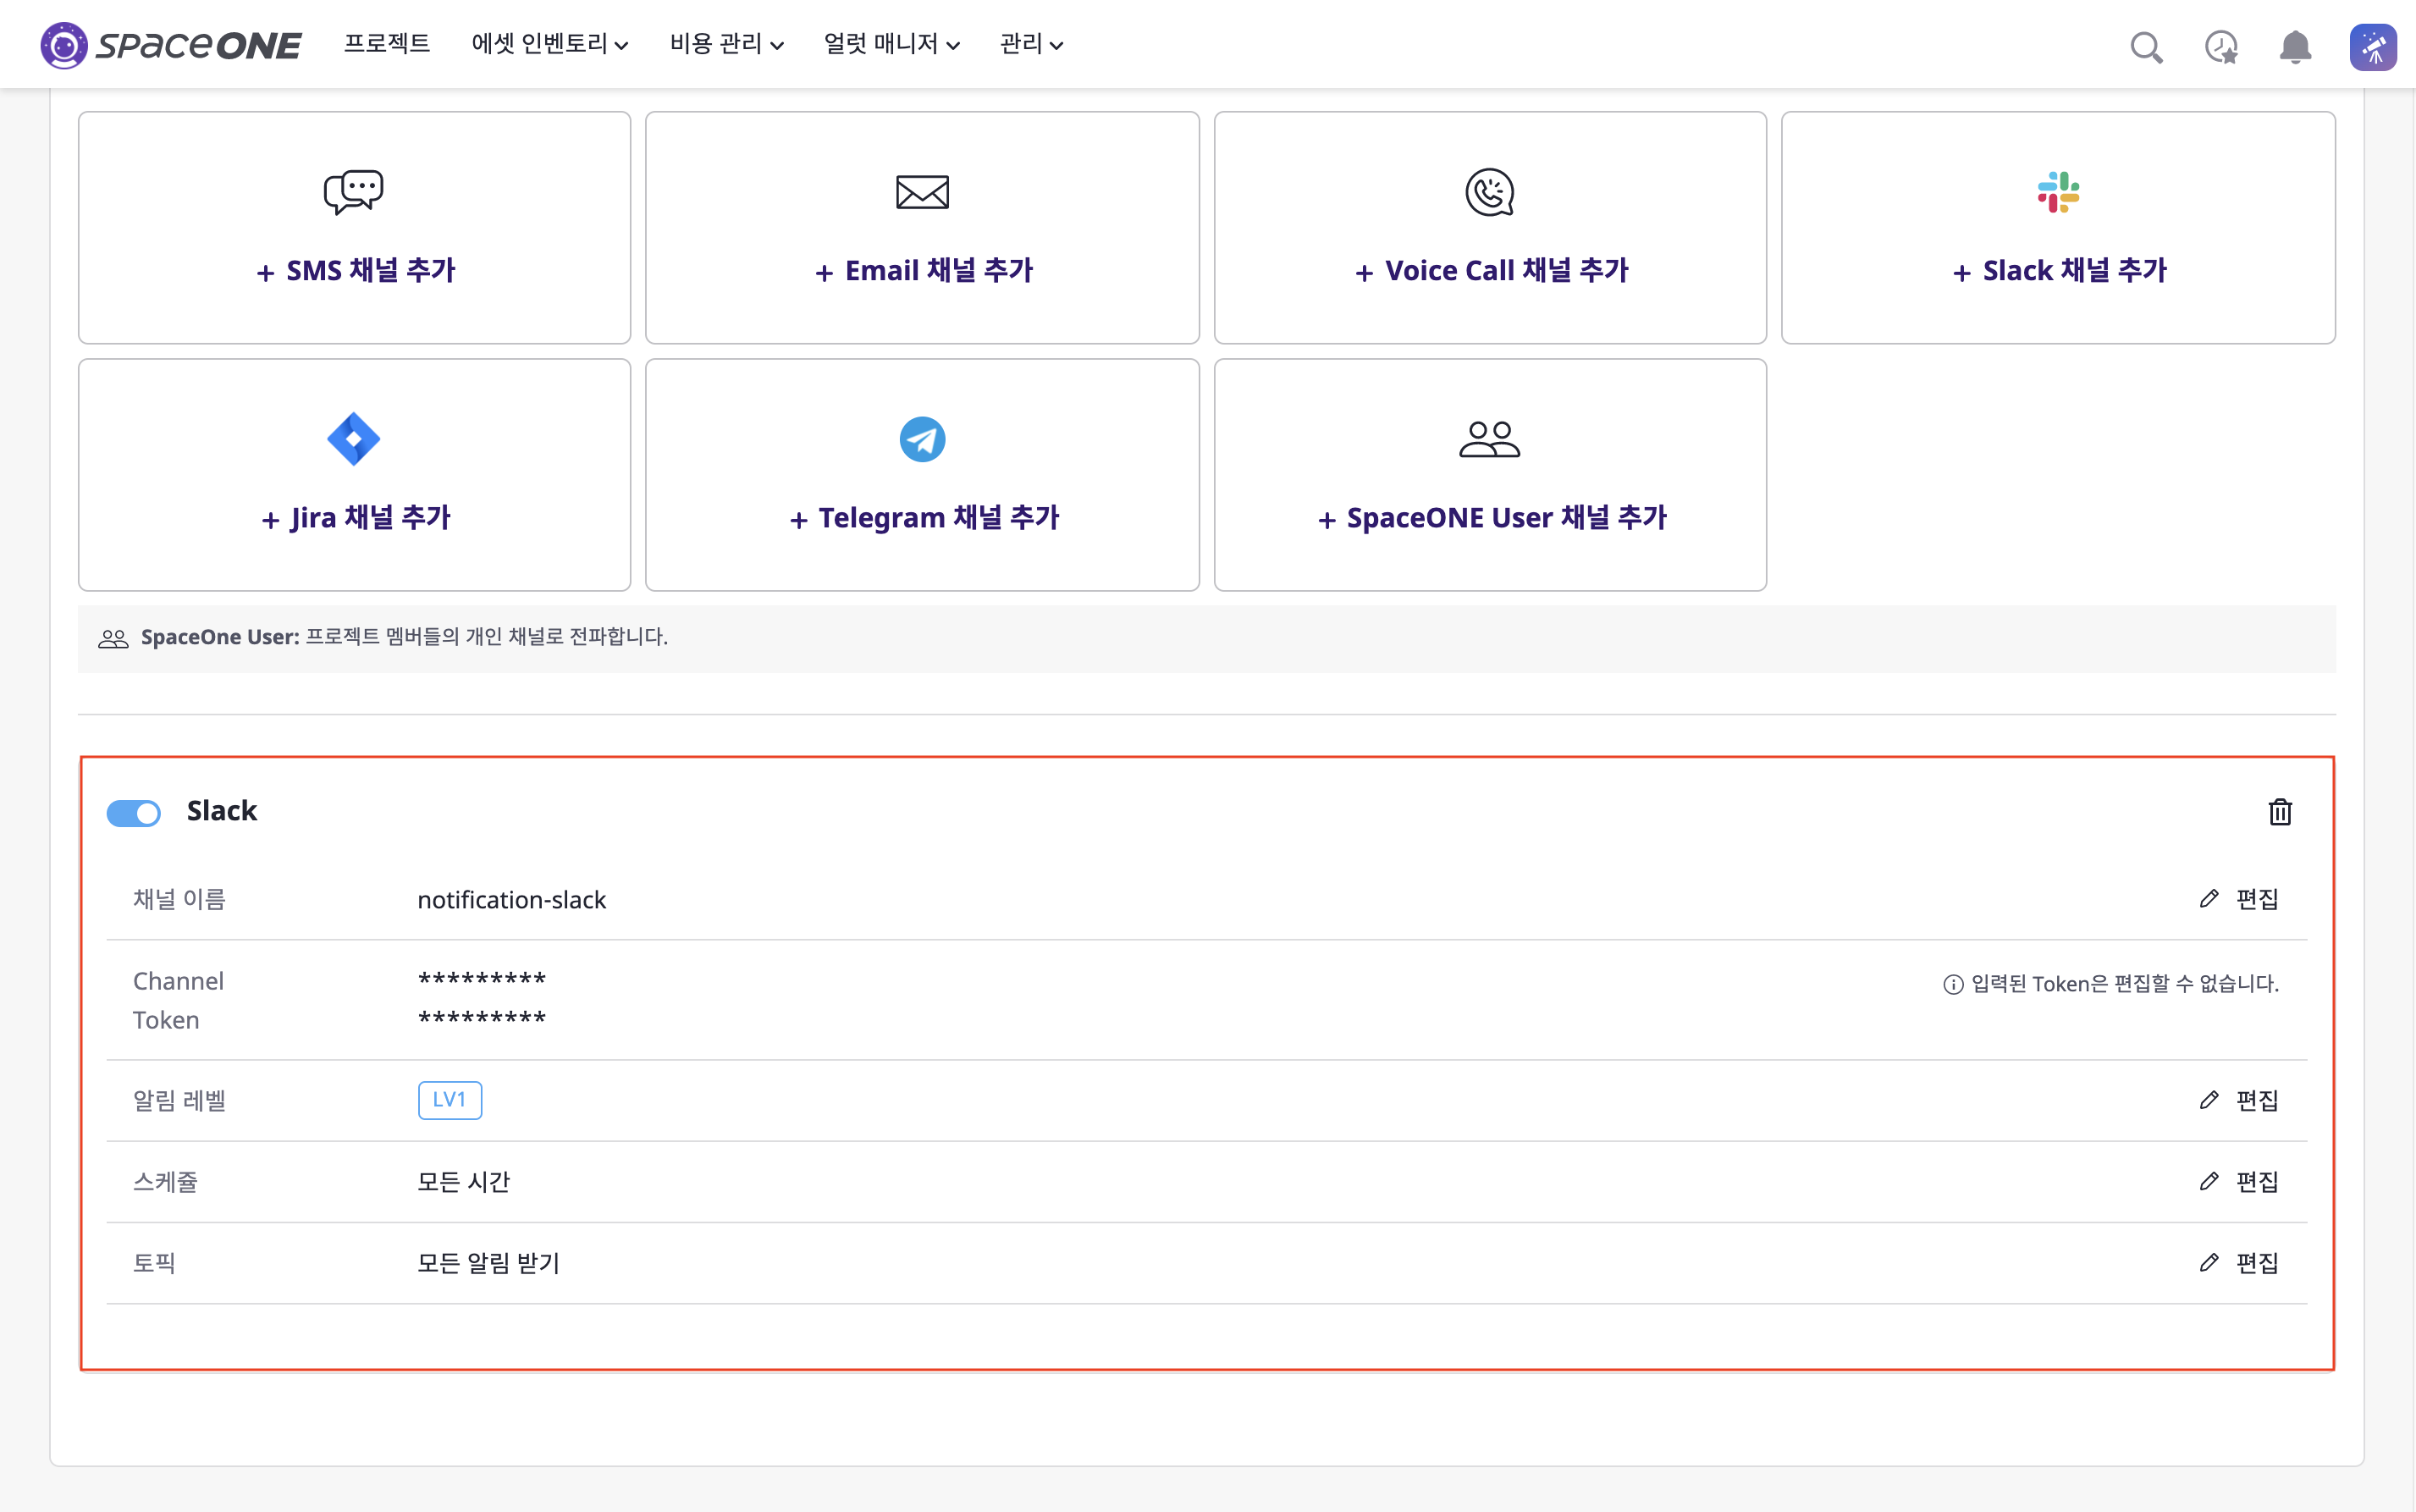 SPaceONE 프로젝트 에셋 인벤토리 비용 관리 얼럿 매니저 관리
+ SMS 채널 추가
+ Email 채널 추가
+ Voice Call 채널 추가
+ Slack 채널 추가
+ Jira 채널 추가
+ Telegram 채널 추가
+ SpaceONE User 채널 추가
SpaceOne User: 프로젝트 멤버들의 개인 채널로 전파합니다.
Slack
채널 이름 notification-slack 편집
Channel ********* 입력된 Token은 편집할 수 없습니다.
Token *********
알림 레벨 LV1 편집
스케쥴 모든 시간 편집
토픽 모든 알림 받기 편집